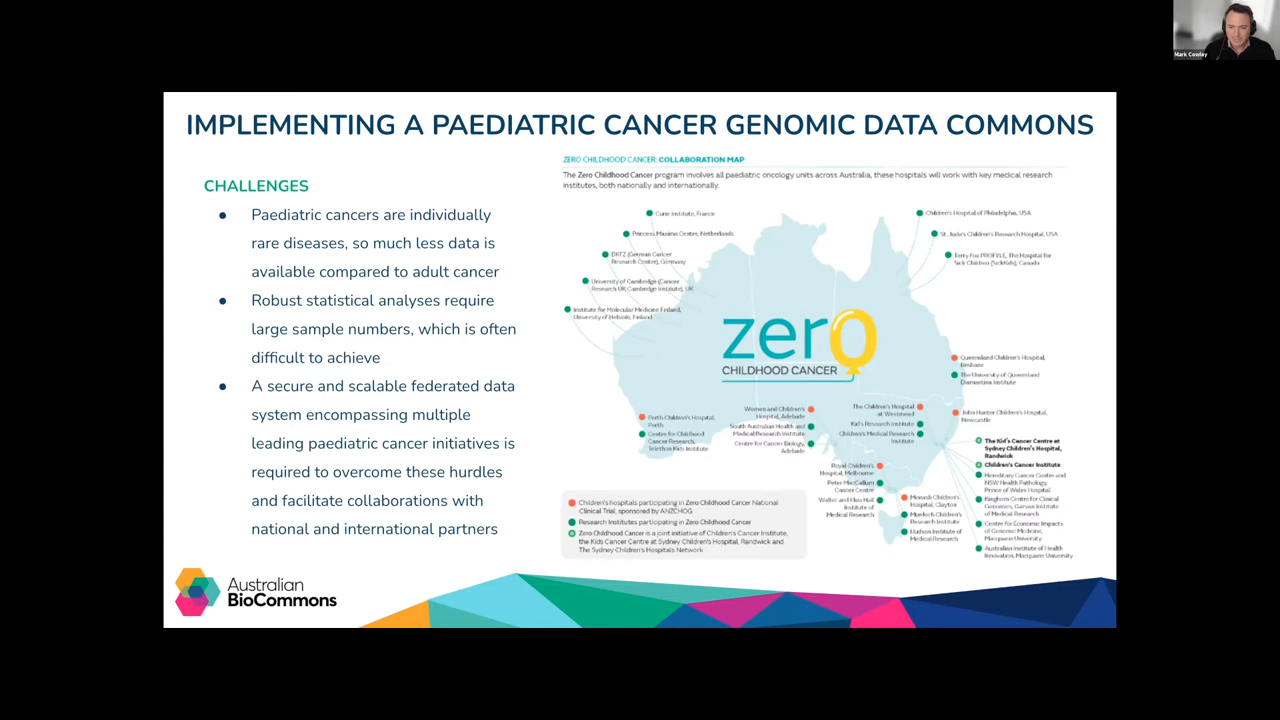 Mark Cowley
IMPLEMENTING A PAEDIATRIC CANCER GENOMIC DATA COMMONS
CHALLENGES
● Paediatric cancers are individually
rare diseases, so much less data is
available compared to adult cancer
● Robust statistical analyses require
large sample numbers, which is often
difficult to achieve
● A secure and scalable federated data
system encompassing multiple
leading paediatric cancer initiatives is
required to overcome these hurdles
and enable collaborations with
national and international partners
ZERO CHILDHOOD CANCER: COLLABORATION MAP
The Zero Childhood Cancer program involves all paediatric oncology units across Australia, these hospitals will work with key medical research
institutes, both nationally and internationally.
Curie Institute, France
Princess Maxima Centre, Netherlands
DKFZ (German Cancer
Research Center), Germany
University of Cambridge (Cancer
Research UK Cambridge Institute), UK
Institute for Molecular Medicine Finland,
University of Helsinki, Finland
Children's Hospital of Philadelphia, USA
St. Jude's Children's Research Hospital, USA
Terry Fox PROFYLE, The Hospital for
Sick Children (SickKids), Canada
zero
CHILDHOOD CANCER
Queensland Children's Hospital,
Brisbane
The University of Queensland
Diamantina Institute
John Hunter Children's Hospital,
Newcastle
Perth Children's Hospital,
Perth
Centre for Childhood
Cancer Research,
Telethon Kids Institute
Women and Children's
Hospital, Adelaide
South Australian Health and
Medical Research Institute
Centre for Cancer Biology,
Adelaide
The Children's Hospital
at Westmead
Kid's Research Institute
Children's Medical Research
Institute
Royal Children's
Hospital, Melbourne
Peter MacCallum
Cancer Centre
Walter and Eliza Hall
Institute of
Medical Research
Monash Children's
Hospital, Clayton
Murdoch Children's
Research Institute
Hudson Institute of
Medical Research
The Kid's Cancer Centre at
Sydney Children's Hospital,
Randwick
Children's Cancer Institute
Hereditary Cancer Centre and
NSW Health Pathology,
Prince of Wales Hospital
Kinghorn Centre for Clinical
Genomics, Garvan Institute
of Medical Research
Centre for Economic Impacts
of Genomic Medicine,
Macquarie University
Australian Institute of Health
Innovation, Macquarie University
Children's hospitals participating in Zero Childhood Cancer National
Clinical Trial, sponsored by ANZCHOG
Research Institutes participating in Zero Childhood Cancer
Zero Childhood Cancer is a joint initiative of Children's Cancer Institute,
the Kids Cancer Centre at Sydney Children's Hospital, Randwick and
The Sydney Children's Hospitals Network
Australian
BioCommons